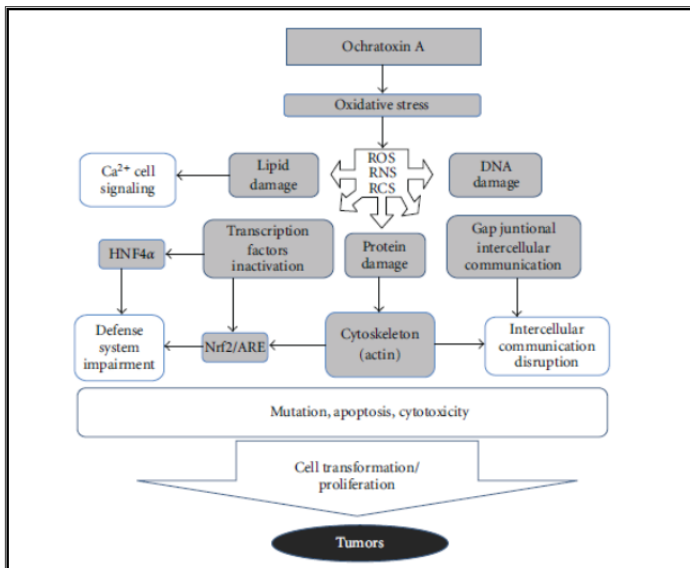 Ochratoxin A
Oxidative stress
ROS
RNS
RCS
Lipid
damage
Ca²⁺ cell
signaling
DNA
damage
Transcription
factors
inactivation
HNF4α
Protein
damage
Gap juntional
intercellular
communication
Defense
system
impairment
Nrf2/ARE
Cytoskeleton
(actin)
Intercellular
communication
disruption
Mutation, apoptosis, cytotoxicity
Cell transformation/
proliferation
Tumors